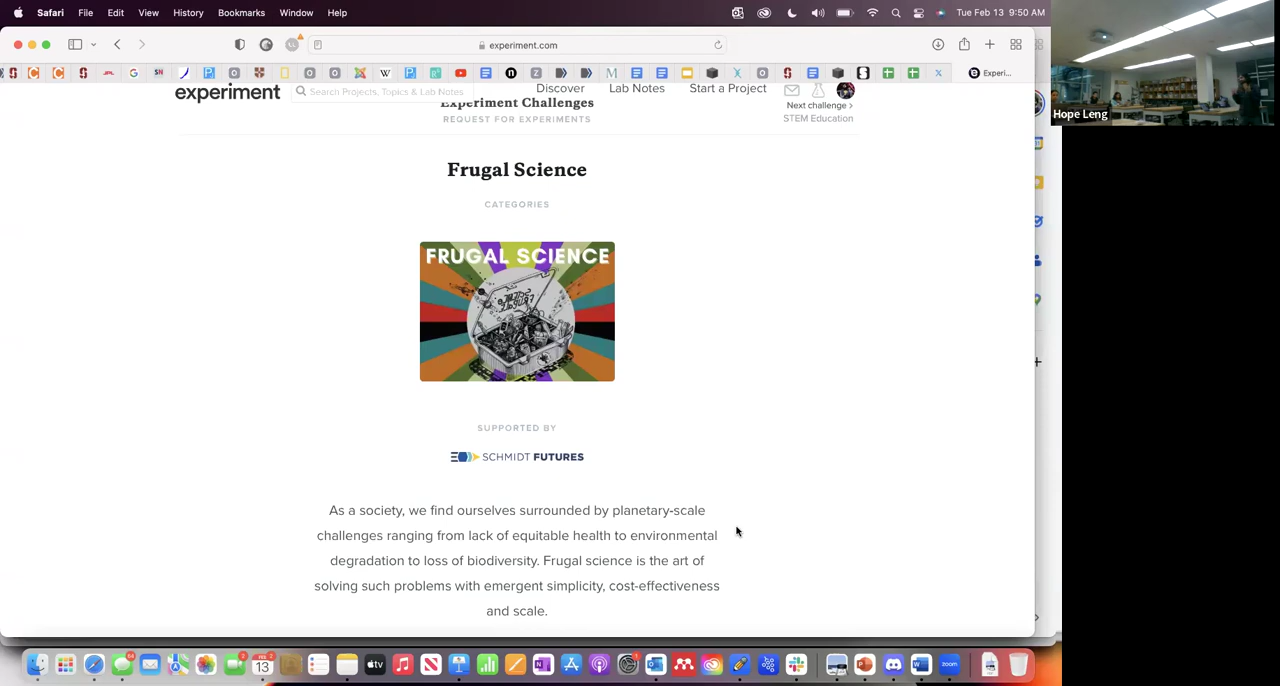 Safari File Edit View History Bookmarks Window Help Tue Feb 13 9:50 AM
experiment.com
Experi...
experiment Search Projects, Topics & Lab Notes Discover Lab Notes Start a Project
Experiment Challenges
REQUEST FOR EXPERIMENTS
Next challenge >
STEM Education
Hope Leng
Frugal Science
CATEGORIES
FRUGAL SCIENCE
SUPPORTED BY
SCHMIDT FUTURES
As a society, we find ourselves surrounded by planetary-scale
challenges ranging from lack of equitable health to environmental
degradation to loss of biodiversity. Frugal science is the art of
solving such problems with emergent simplicity, cost-effectiveness
and scale.
13
tv
zoom